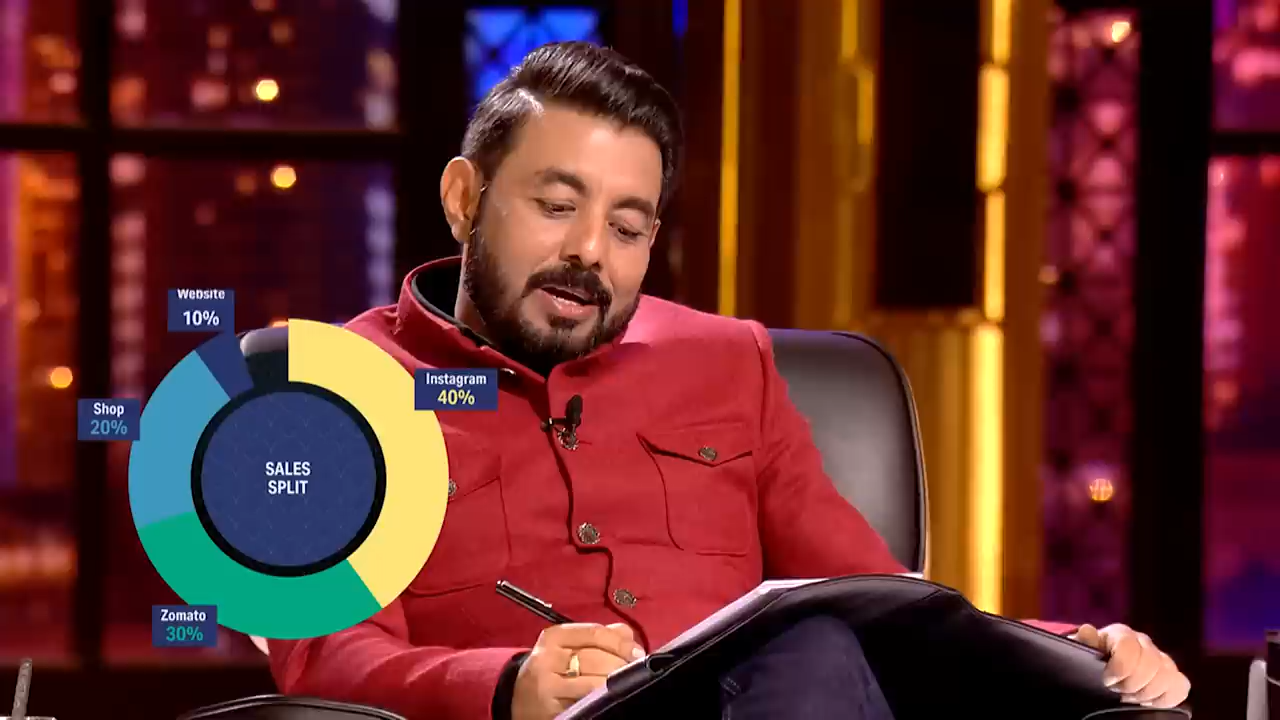 Website
10%
Instagram
40%
Shop
20%
SALES
SPLIT
Zomato
30%